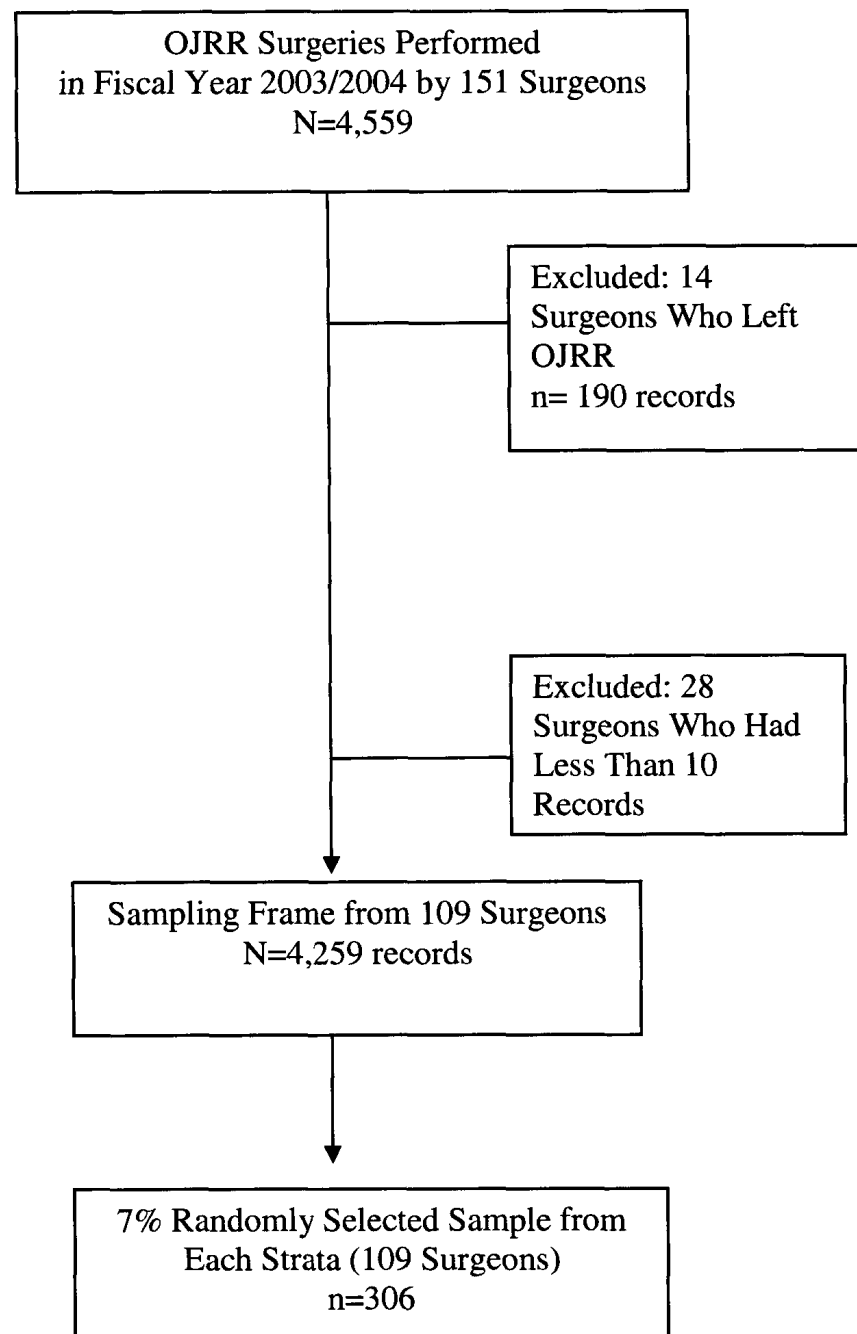 OJRR Surgeries Performed
in Fiscal Year 2003/2004 by 151 Surgeons
N=4,559
Excluded: 14
Surgeons Who Left
OJRR
n= 190 records
Excluded: 28
Surgeons Who Had
Less Than 10
Records
Sampling Frame from 109 Surgeons
N=4,259 records
7% Randomly Selected Sample from
Each Strata (109 Surgeons)
n=306